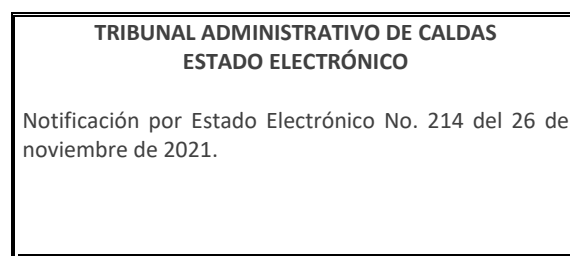 TRIBUNAL ADMINISTRATIVO DE CALDAS
ESTADO ELECTRÓNICO
Notificación por Estado Electrónico No. 214 del 26 de
noviembre de 2021.